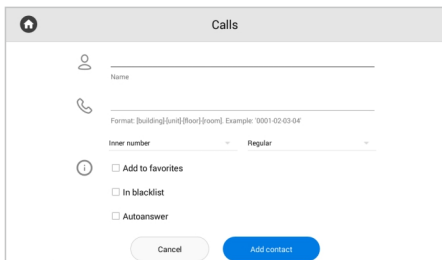 Calls
Name
Format: [building]-[unit]-[floor]-[room]. Example: '0001-02-03-04'
Inner number Regular
Add to favorites
In blacklist
Autoanswer
Cancel Add contact